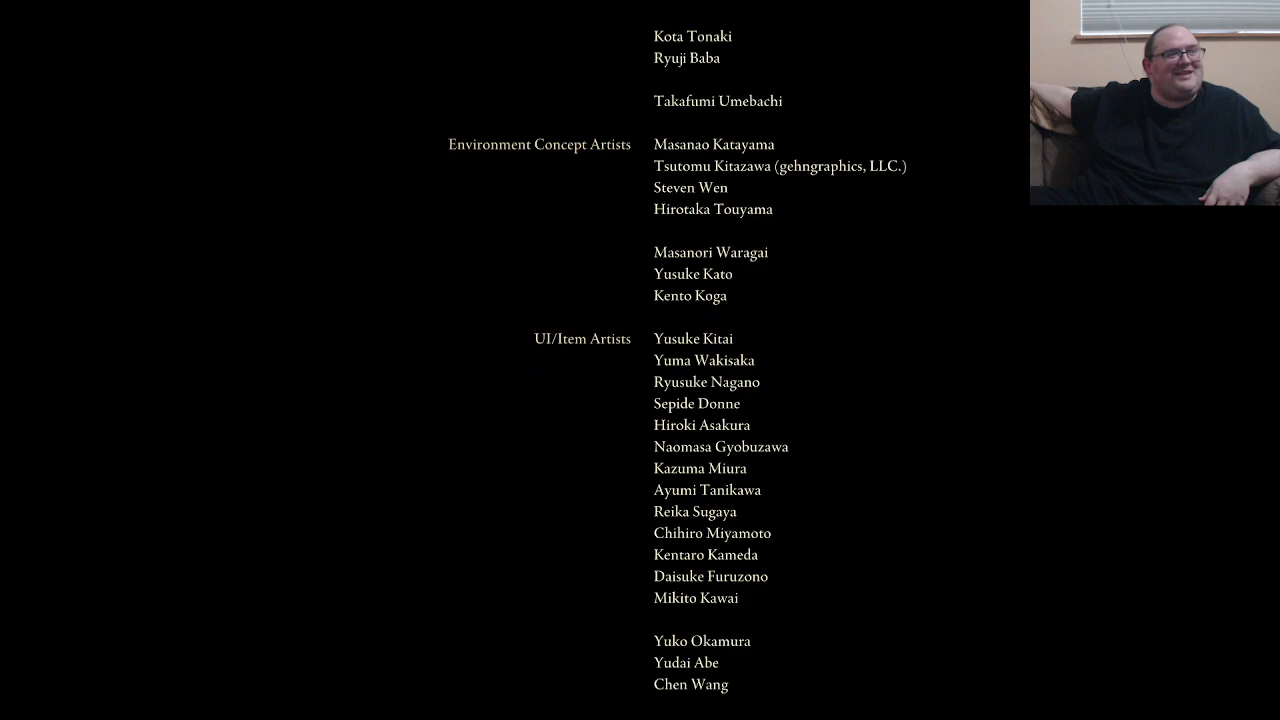 Kota Tonaki
Ryuji Baba
Takafumi Umebachi
Environment Concept Artists Masanao Katayama
Tsutomu Kitazawa (gehngraphics, LLC.)
Steven Wen
Hirotaka Touyama
Masanori Waragai
Yusuke Kato
Kento Koga
UI/Item Artists Yusuke Kitai
Yuma Wakisaka
Ryusuke Nagano
Sepide Donne
Hiroki Asakura
Naomasa Gyobuzawa
Kazuma Miura
Ayumi Tanikawa
Reika Sugaya
Chihiro Miyamoto
Kentaro Kameda
Daisuke Furuzono
Mikito Kawai
Yuko Okamura
Yudai Abe
Chen Wang